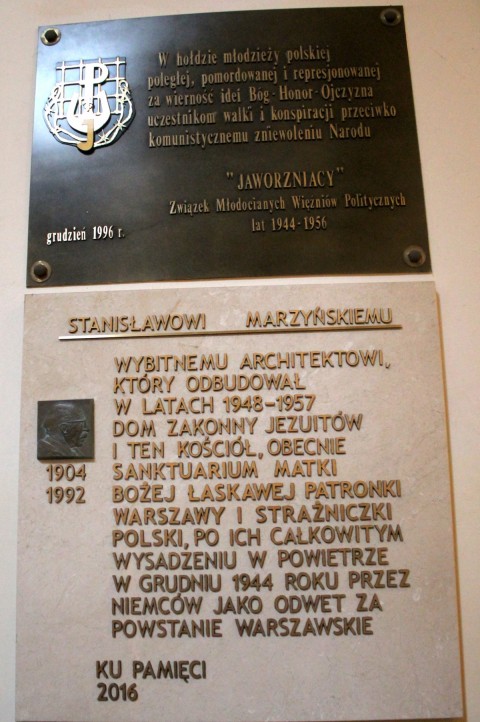 W hołdzie młodzieży polskiej
poległej, pomordowanej i represjonowanej
za wierność idei Bóg-Honor-Ojczyzna
uczestnikom walki i konspiracji przeciwko
komunistycznemu zniewoleniu Narodu
"JAWORZNIACY"
Związek Młodocianych Więźniów Politycznych
lat 1944-1956
grudzień 1996 r.
STANISŁAWOWI MARZYŃSKIEMU
WYBITNEMU ARCHITEKTOWI,
KTÓRY ODBUDOWAŁ
W LATACH 1948-1957
DOM ZAKONNY JEZUITÓW
I TEN KOŚCIÓŁ, OBECNIE
SANKTUARIUM MATKI
BOŻEJ ŁASKAWEJ PATRONKI
WARSZAWY I STRAŻNICZKI
POLSKI, PO ICH CAŁKOWITYM
WYSADZENIU W POWIETRZE
W GRUDNIU 1944 ROKU PRZEZ
NIEMCÓW JAKO ODWET ZA
POWSTANIE WARSZAWSKIE
1904
1992
KU PAMIĘCI
2016